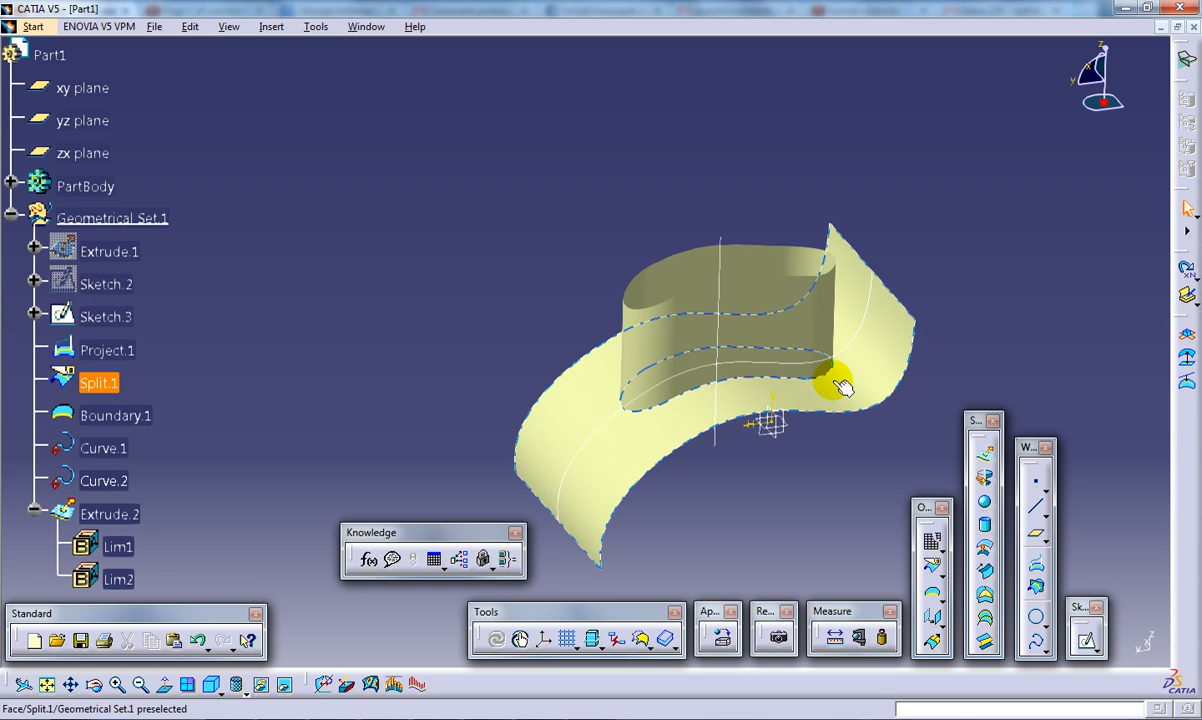 CATIA V5 - [Part1]
Start ENOVIA V5 VPM File Edit View Insert Tools Window Help
Part1
xy plane
yz plane
zx plane
PartBody
Geometrical Set.1
Extrude.1
Sketch.2
Sketch.3
Project.1
Split.1
Boundary.1
Curve.1
Curve.2
Extrude.2
Lim1
Lim2
z
x
y
H
Y
S...
W...
O...
Knowledge
f(x)
Standard
Tools
Ap...
Re...
Measure
Sk...
Face/Split.1/Geometrical Set.1 preselected
CATIA